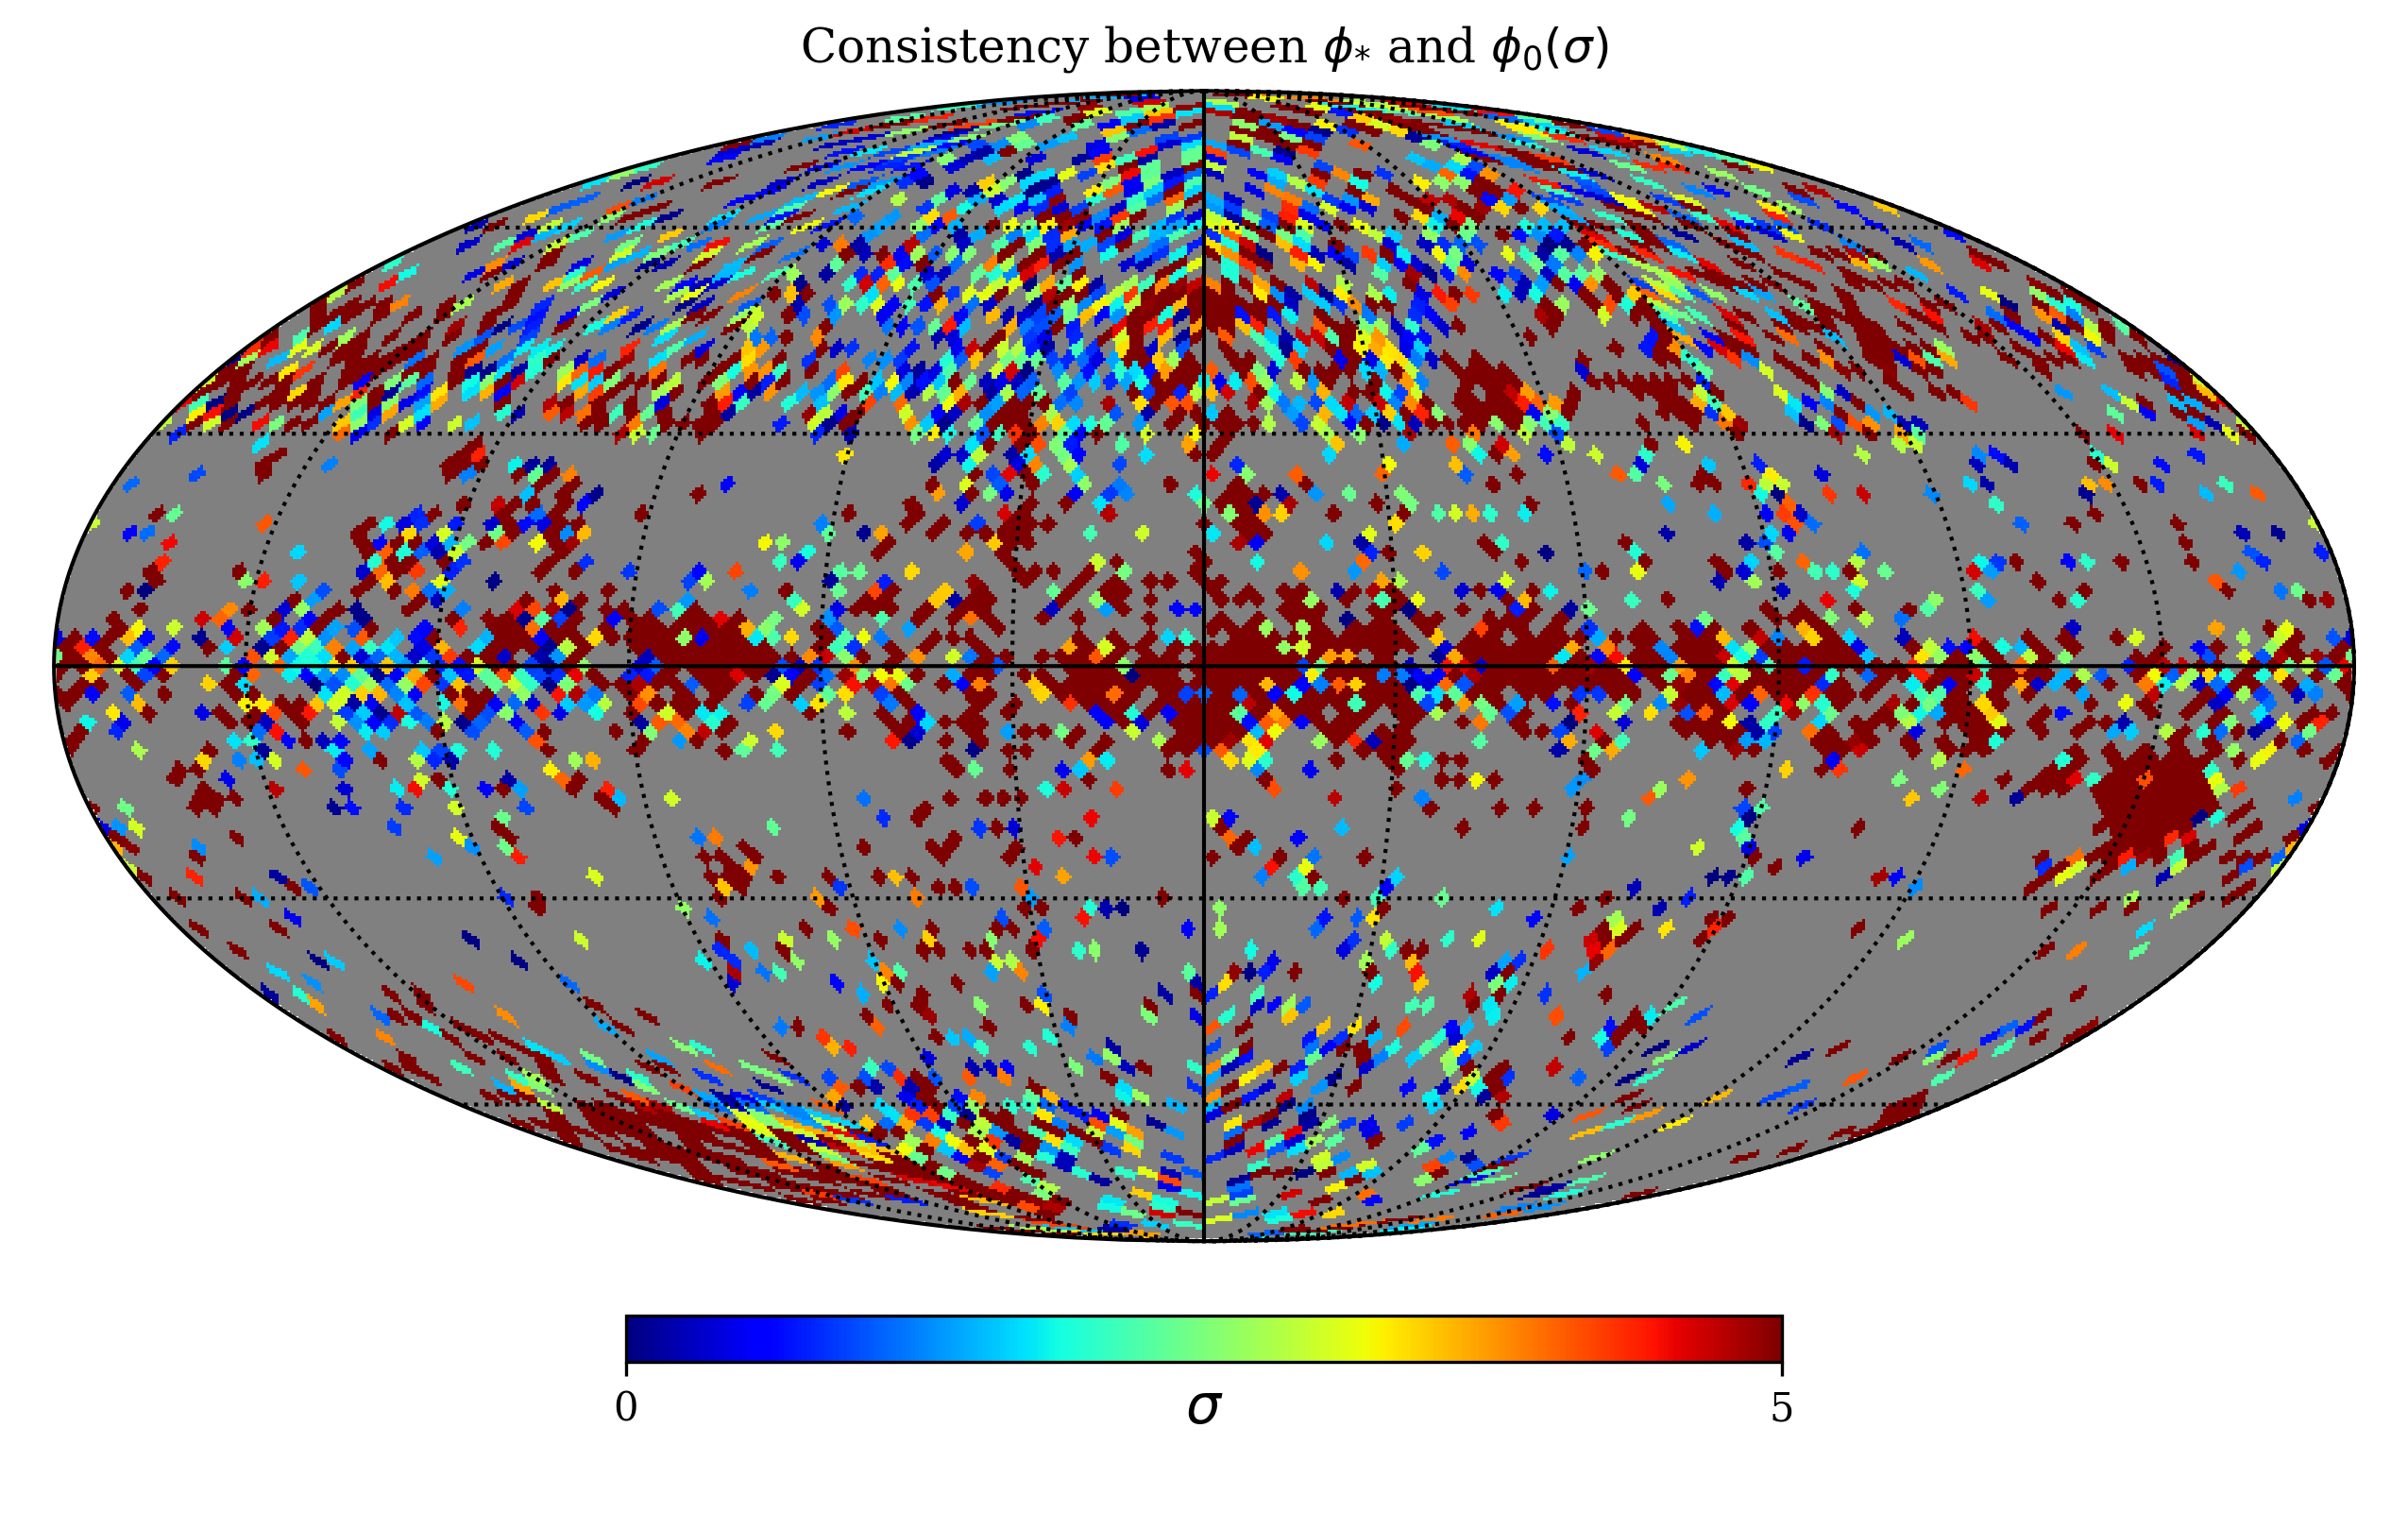 Consistency between ϕ* and ϕ₀(σ)
0 σ 5